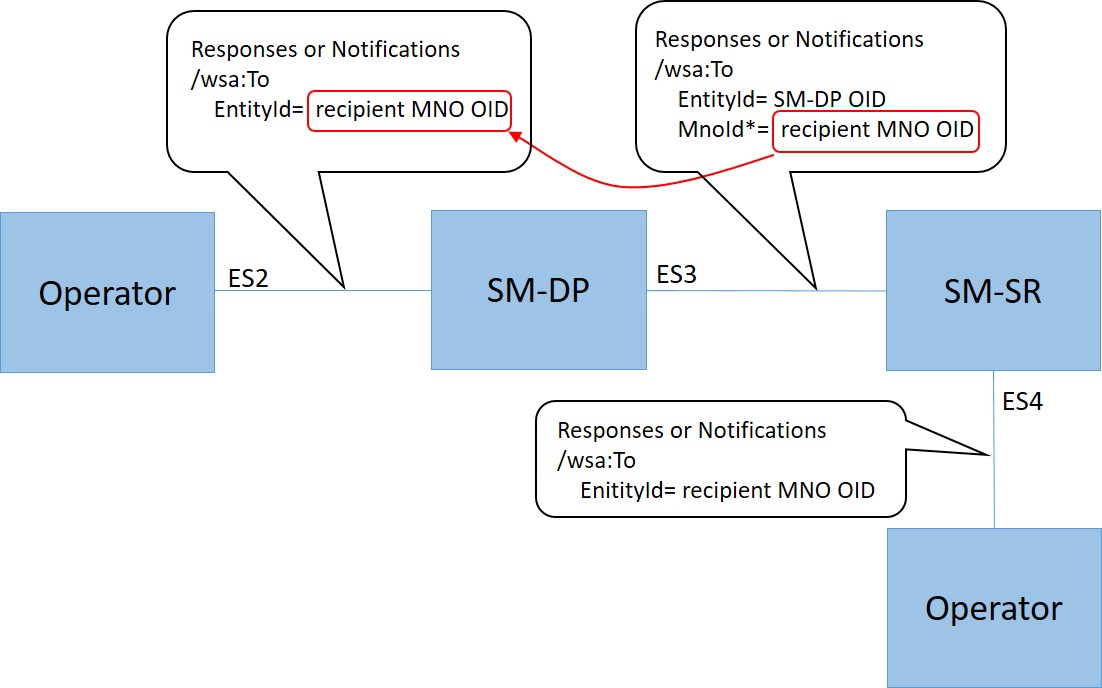 Responses or Notifications
/wsa:To
EntityId= recipient MNO OID
Responses or Notifications
/wsa:To
EntityId= SM-DP OID
MnoId*= recipient MNO OID
Operator
ES2
SM-DP
ES3
SM-SR
ES4
Responses or Notifications
/wsa:To
EnitityId= recipient MNO OID
Operator